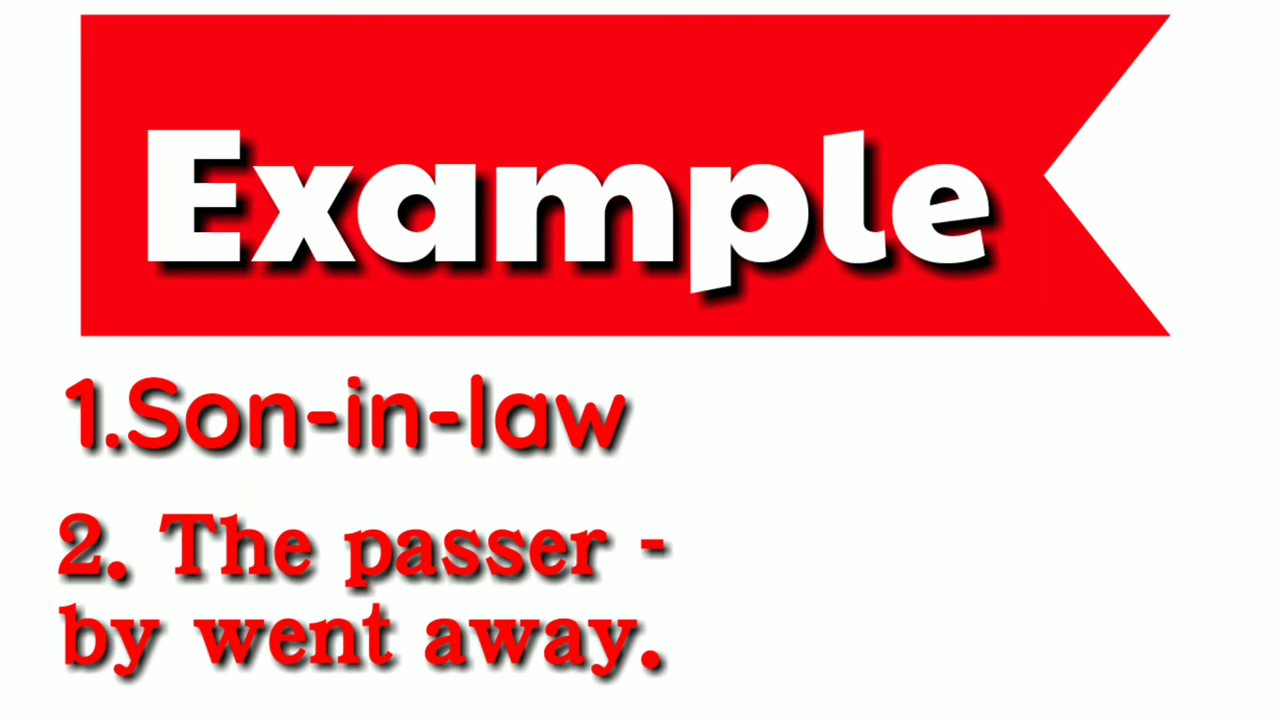 Example
1.Son-in-law
2. The passer -
by went away.